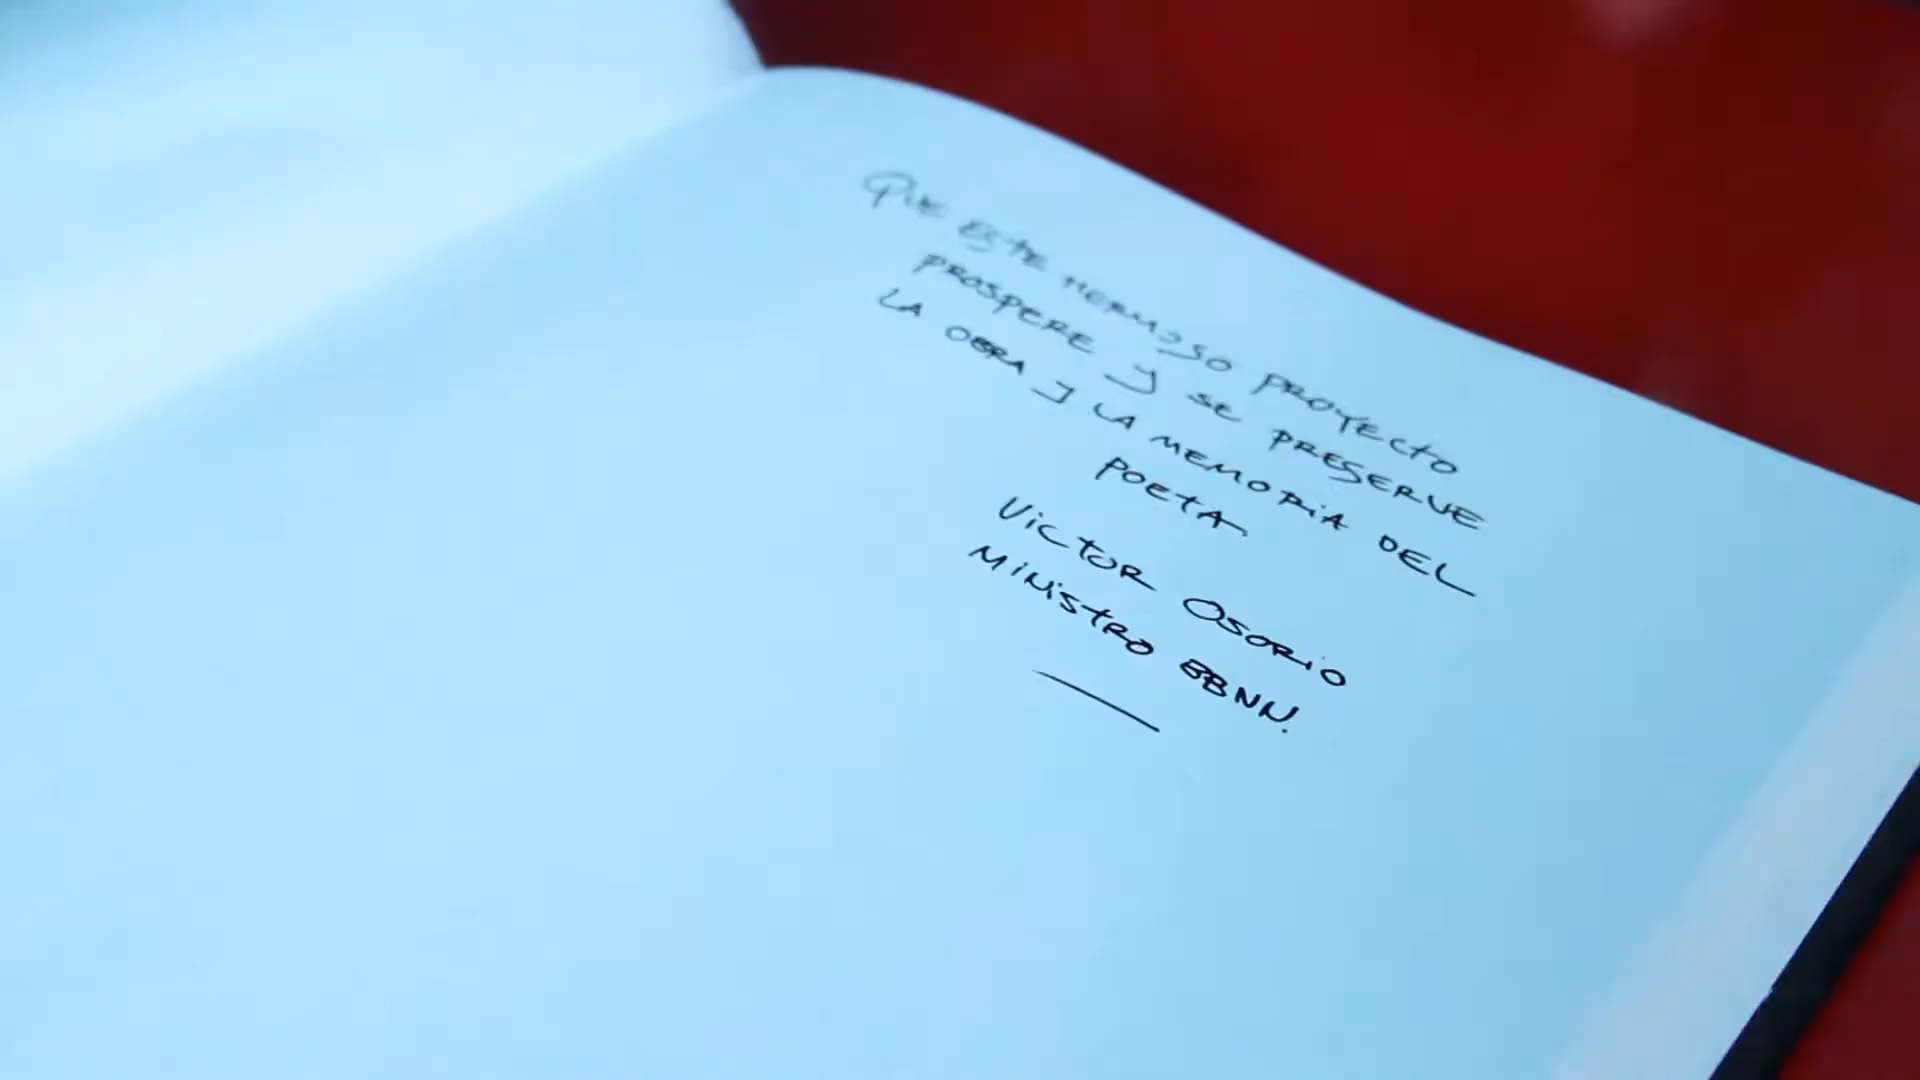 QUE ESTE HERMOSO PROYECTO
PROSPERE Y SE PRESERVE
LA OBRA Y LA MEMORIA DEL
POETA
VICTOR OSORIO
MINISTRO BBNN.